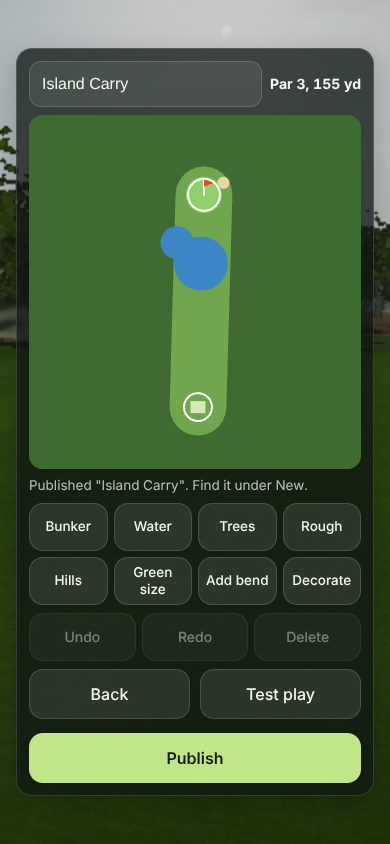 Island Carry
Par 3, 155 yd
Published "Island Carry". Find it under New.
Bunker
Water
Trees
Rough
Hills
Green
size
Add bend
Decorate
Undo
Redo
Delete
Back
Test play
Publish